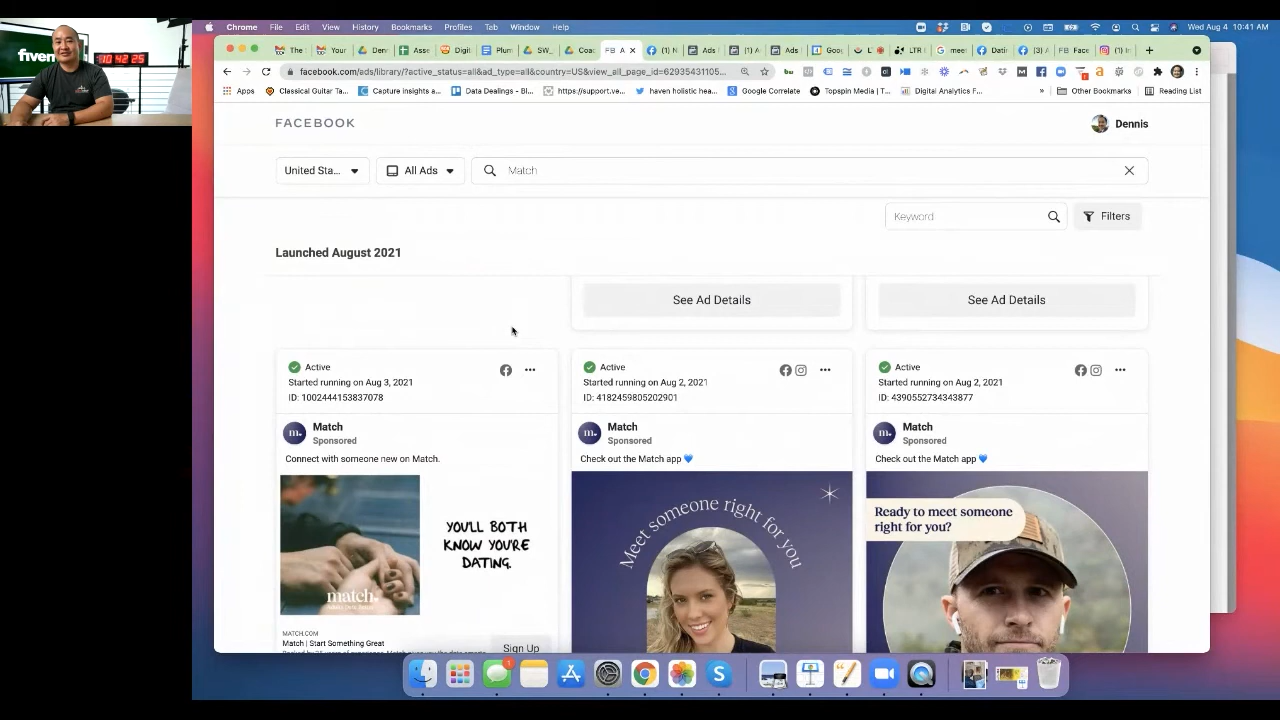 Chrome File Edit View History Bookmarks Profiles Tab Window Help
Wed Aug 4 10:41 AM
fiven
10 42 25
facebook.com/ads/library/?active_status=all&ad_type=all&country=US&view_all_page_id=62935431105...
Apps Classical Guitar Ta... Capture insights a... Data Dealings - Bl... https://support.ve... haven holistic hea... Google Correlate Topspin Media | T... Digital Analytics F... » Other Bookmarks Reading List
FACEBOOK
Dennis
United Sta...
All Ads
Match
Keyword
Filters
Launched August 2021
See Ad Details
See Ad Details
Active
Started running on Aug 3, 2021
ID: 1002444153837078
Match
Sponsored
Connect with someone new on Match.
match
YOU'LL BOTH
KNOW YOU'RE
DATING.
MATCH.COM
Match | Start Something Great
Sign Up
Active
Started running on Aug 2, 2021
ID: 4182459805202901
m.
Match
Sponsored
Check out the Match app 💙
Meet someone right for you
Active
Started running on Aug 2, 2021
ID: 4390552734343877
m.
Match
Sponsored
Check out the Match app 💙
Ready to meet someone
right for you?